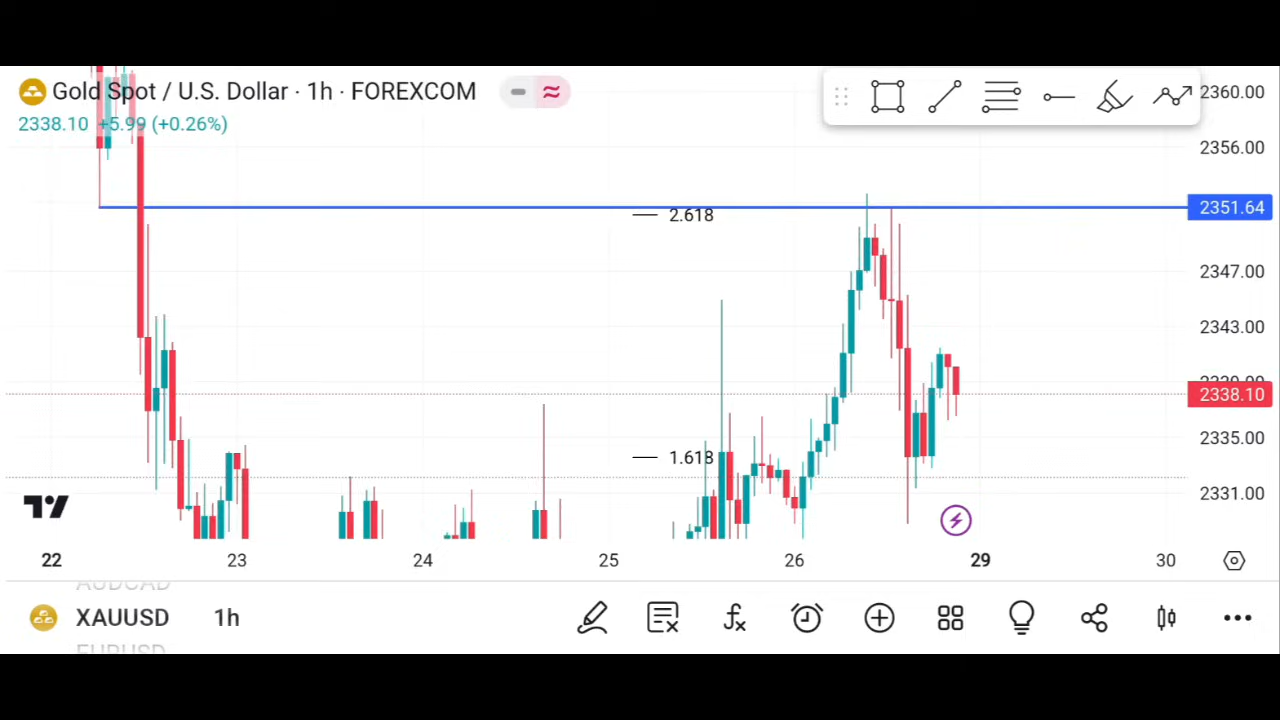 Gold Spot / U.S. Dollar · 1h · FOREXCOM
2338.10 +5.99 (+0.26%)
2360.00
2356.00
2351.64
2.618
2347.00
2343.00
2338.10
2335.00
1.618
2331.00
22 23 24 25 26 29 30
AUDCAD
XAUUSD 1h
EURUSD